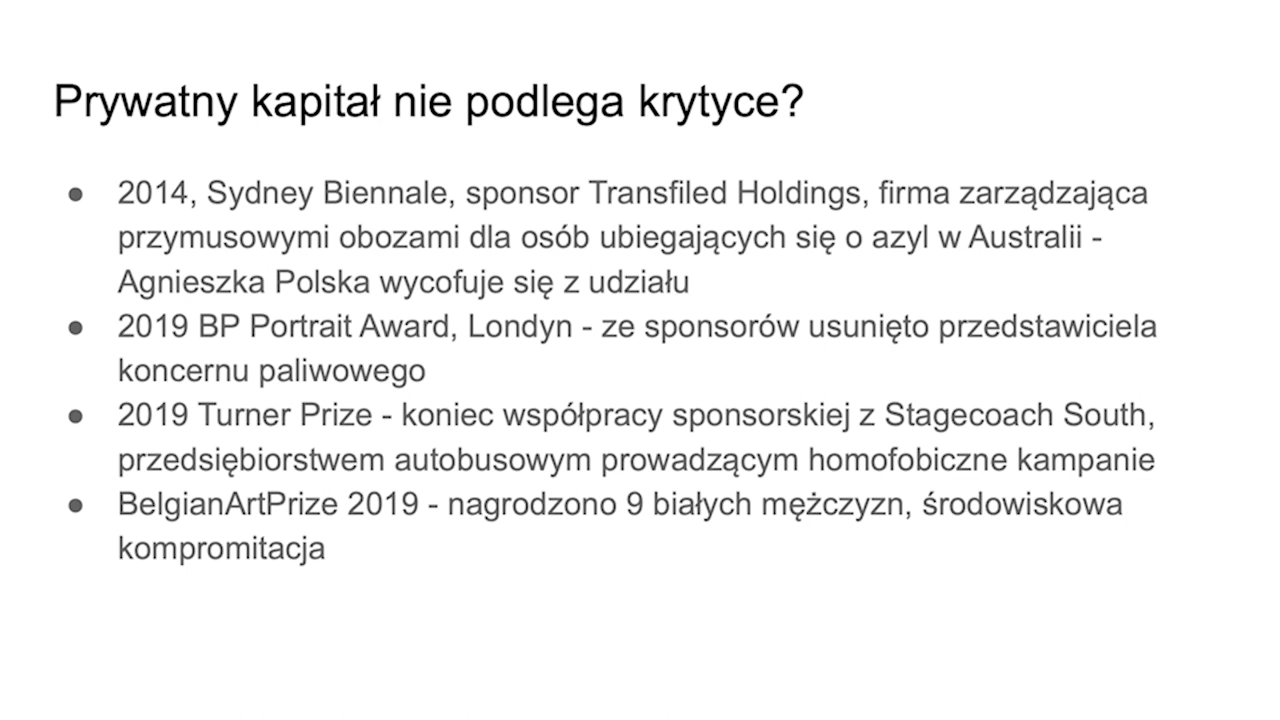 Prywatny kapitał nie podlega krytyce?
● 2014, Sydney Biennale, sponsor Transfiled Holdings, firma zarządzająca
przymusowymi obozami dla osób ubiegających się o azyl w Australii -
Agnieszka Polska wycofuje się z udziału
● 2019 BP Portrait Award, Londyn - ze sponsorów usunięto przedstawiciela
koncernu paliwowego
● 2019 Turner Prize - koniec współpracy sponsorskiej z Stagecoach South,
przedsiębiorstwem autobusowym prowadzącym homofobiczne kampanie
● BelgianArtPrize 2019 - nagrodzono 9 białych mężczyzn, środowiskowa
kompromitacja